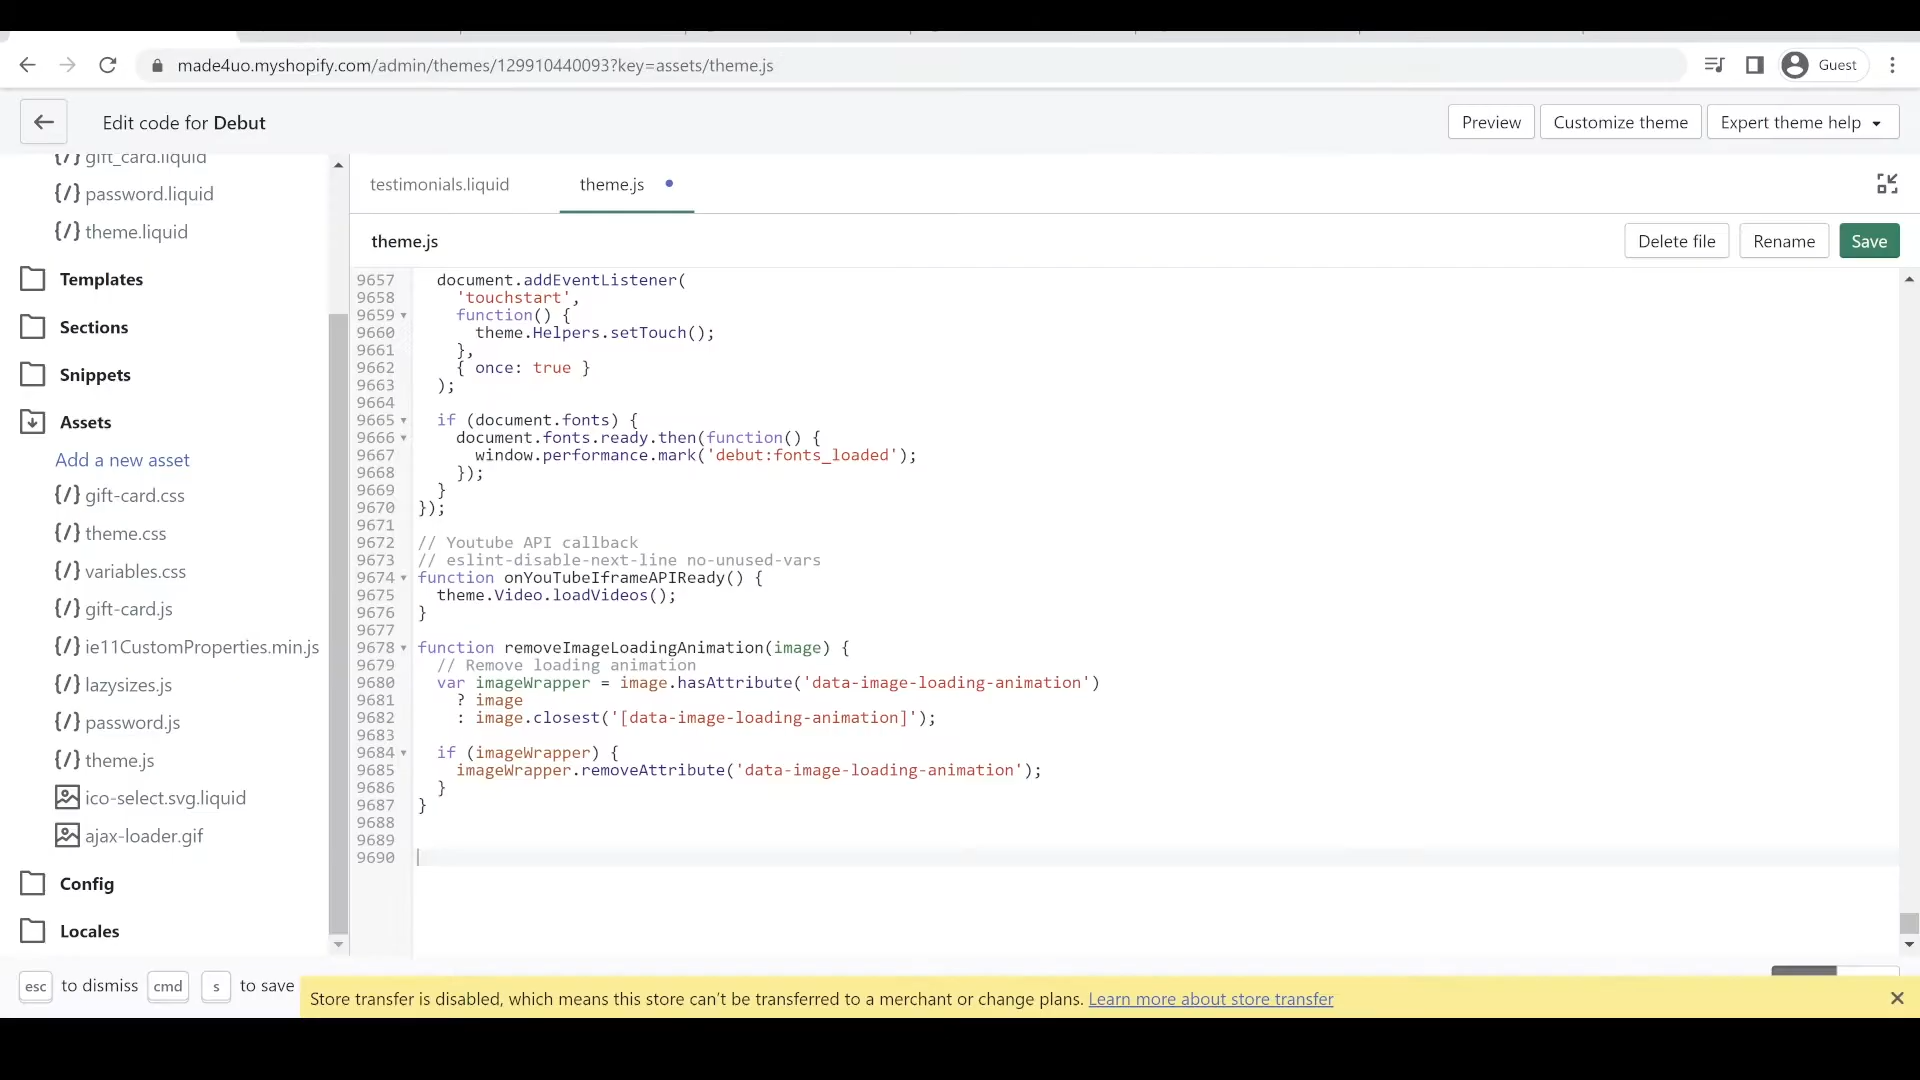 made4uo.myshopify.com/admin/themes/129910440093?key=assets/theme.js
Guest
Edit code for Debut
Preview
Customize theme
Expert theme help
{/} gift_card.liquid
{/} password.liquid
{/} theme.liquid
Templates
Sections
Snippets
Assets
Add a new asset
{/} gift-card.css
{/} theme.css
{/} variables.css
{/} gift-card.js
{/} ie11CustomProperties.min.js
{/} lazysizes.js
{/} password.js
{/} theme.js
ico-select.svg.liquid
ajax-loader.gif
Config
Locales
testimonials.liquid
theme.js
theme.js
Delete file
Rename
Save
9657 document.addEventListener(
9658 'touchstart',
9659 function() {
9660 theme.Helpers.setTouch();
9661 },
9662 { once: true }
9663 );
9664
9665 if (document.fonts) {
9666 document.fonts.ready.then(function() {
9667 window.performance.mark('debut:fonts_loaded');
9668 });
9669 }
9670 });
9671
9672 // Youtube API callback
9673 // eslint-disable-next-line no-unused-vars
9674 function onYouTubeIframeAPIReady() {
9675 theme.Video.loadVideos();
9676 }
9677
9678 function removeImageLoadingAnimation(image) {
9679 // Remove loading animation
9680 var imageWrapper = image.hasAttribute('data-image-loading-animation')
9681 ? image
9682 : image.closest('[data-image-loading-animation]');
9683
9684 if (imageWrapper) {
9685 imageWrapper.removeAttribute('data-image-loading-animation');
9686 }
9687 }
9688
9689
9690
esc to dismiss cmd s to save
Store transfer is disabled, which means this store can't be transferred to a merchant or change plans. Learn more about store transfer